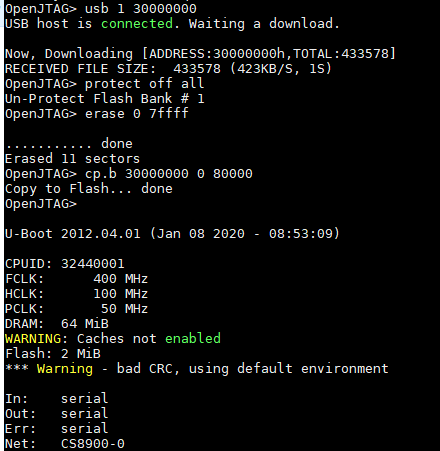 OpenJTAG> usb 1 30000000
USB host is connected. Waiting a download.
Now, Downloading [ADDRESS:30000000h,TOTAL:433578]
RECEIVED FILE SIZE:  433578 (423KB/S, 1S)
OpenJTAG> protect off all
Un-Protect Flash Bank # 1
OpenJTAG> erase 0 7ffff
........... done
Erased 11 sectors
OpenJTAG> cp.b 30000000 0 80000
Copy to Flash... done
OpenJTAG>
U-Boot 2012.04.01 (Jan 08 2020 - 08:53:09)
CPUID: 32440001
FCLK:      400 MHz
HCLK:      100 MHz
PCLK:       50 MHz
DRAM:  64 MiB
WARNING: Caches not enabled
Flash: 2 MiB
*** Warning - bad CRC, using default environment
In:    serial
Out:   serial
Err:   serial
Net:   CS8900-0